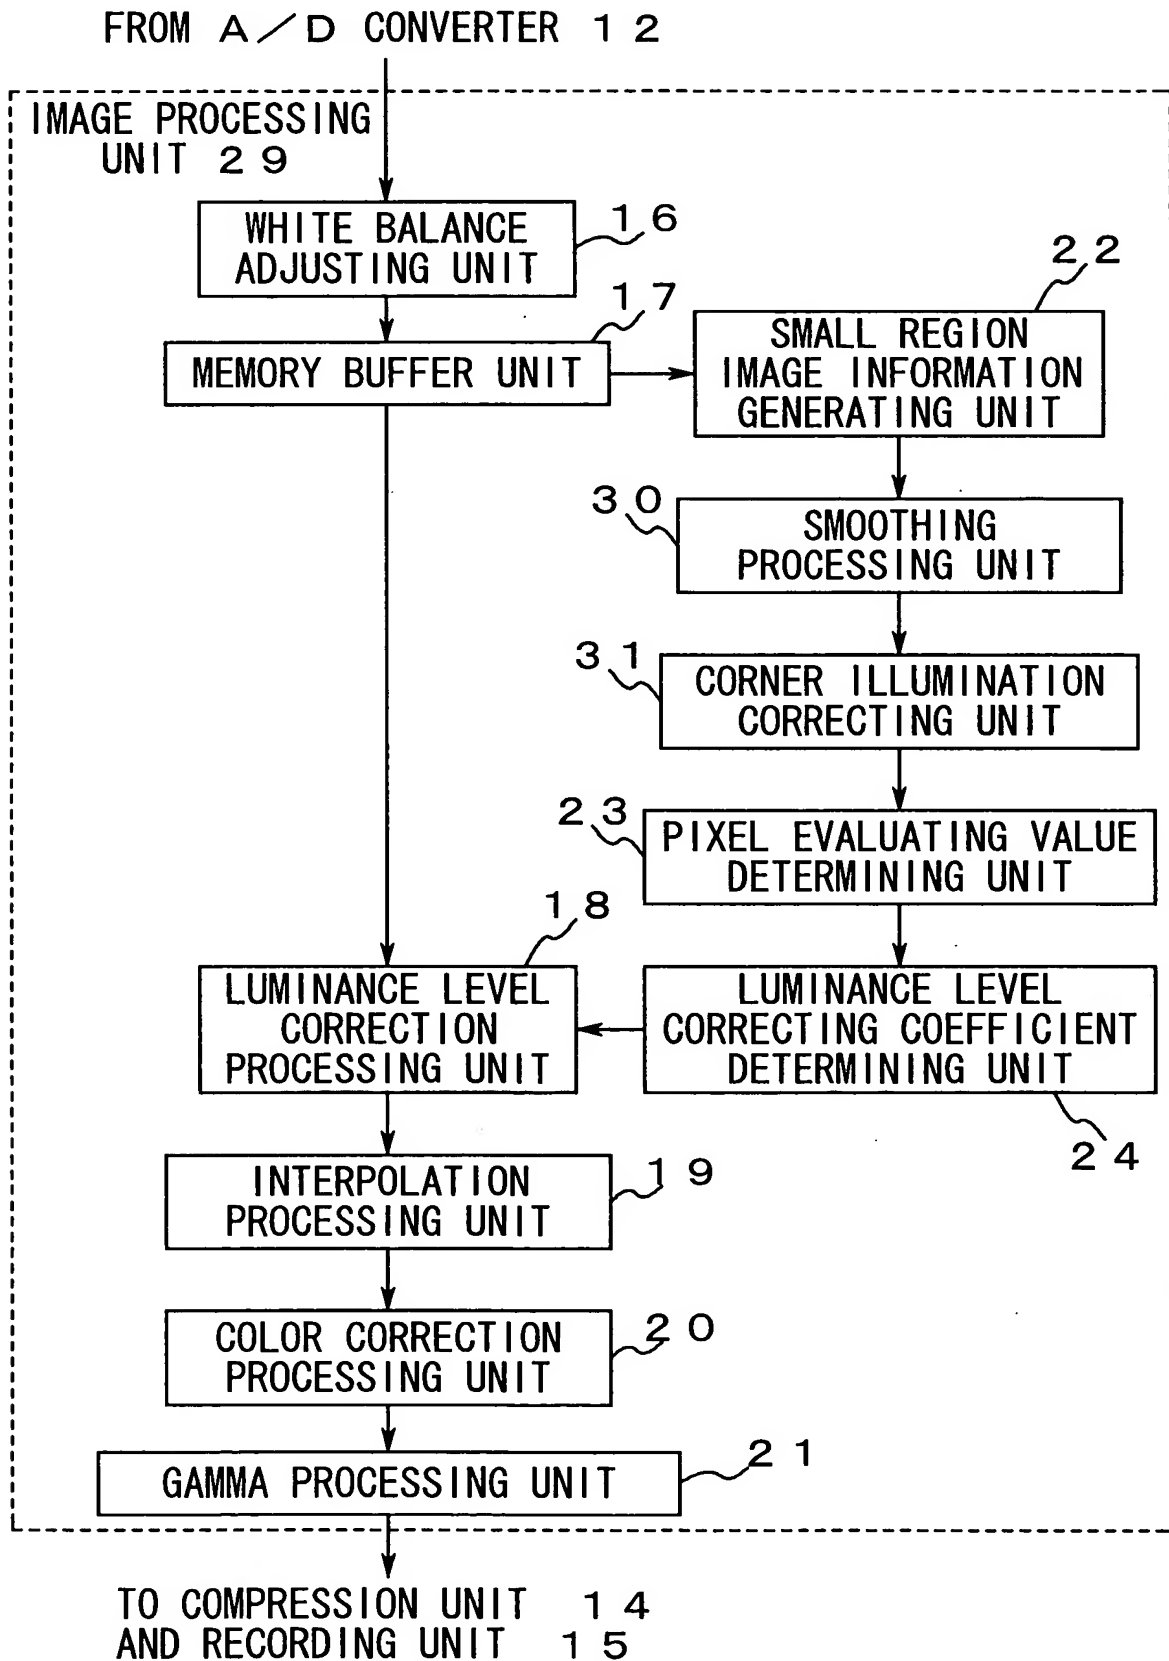 FROM A/D CONVERTER 12
IMAGE PROCESSING
UNIT 29
WHITE BALANCE
ADJUSTING UNIT
16
17
MEMORY BUFFER UNIT
22
SMALL REGION
IMAGE INFORMATION
GENERATING UNIT
30
SMOOTHING
PROCESSING UNIT
31
CORNER ILLUMINATION
CORRECTING UNIT
23
PIXEL EVALUATING VALUE
DETERMINING UNIT
18
LUMINANCE LEVEL
CORRECTION
PROCESSING UNIT
LUMINANCE LEVEL
CORRECTING COEFFICIENT
DETERMINING UNIT
24
INTERPOLATION
PROCESSING UNIT
19
COLOR CORRECTION
PROCESSING UNIT
20
GAMMA PROCESSING UNIT
21
TO COMPRESSION UNIT 14
AND RECORDING UNIT 15